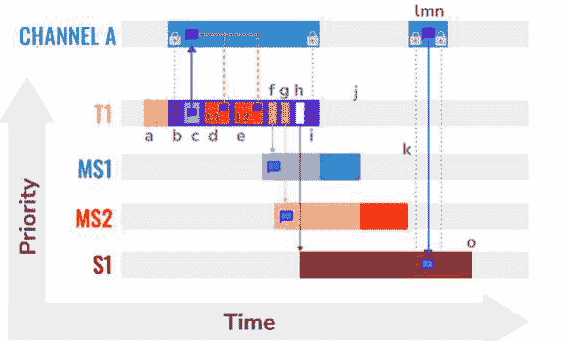 lmn
CHANNEL A
f g h
j
T1
a b c d e i
k
MS1
MS2
o
S1
Priority
Time